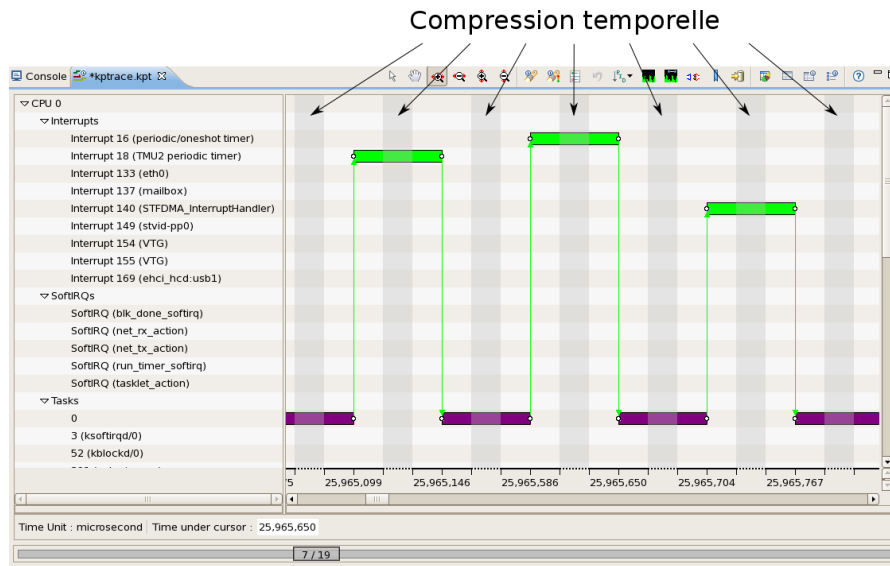 Compression temporelle
Console *kptrace.kpt
CPU 0
Interrupts
Interrupt 16 (periodic/oneshot timer)
Interrupt 18 (TMU2 periodic timer)
Interrupt 133 (eth0)
Interrupt 137 (mailbox)
Interrupt 140 (STFDMA_InterruptHandler)
Interrupt 149 (stvid-pp0)
Interrupt 154 (VTG)
Interrupt 155 (VTG)
Interrupt 169 (ehci_hcd:usb1)
SoftIRQs
SoftIRQ (blk_done_softirq)
SoftIRQ (net_rx_action)
SoftIRQ (net_tx_action)
SoftIRQ (run_timer_softirq)
SoftIRQ (tasklet_action)
Tasks
0
3 (ksoftirqd/0)
52 (kblockd/0)
25,965,099 25,965,146 25,965,586 25,965,650 25,965,704 25,965,767
Time Unit : microsecond Time under cursor : 25,965,650
7 / 19